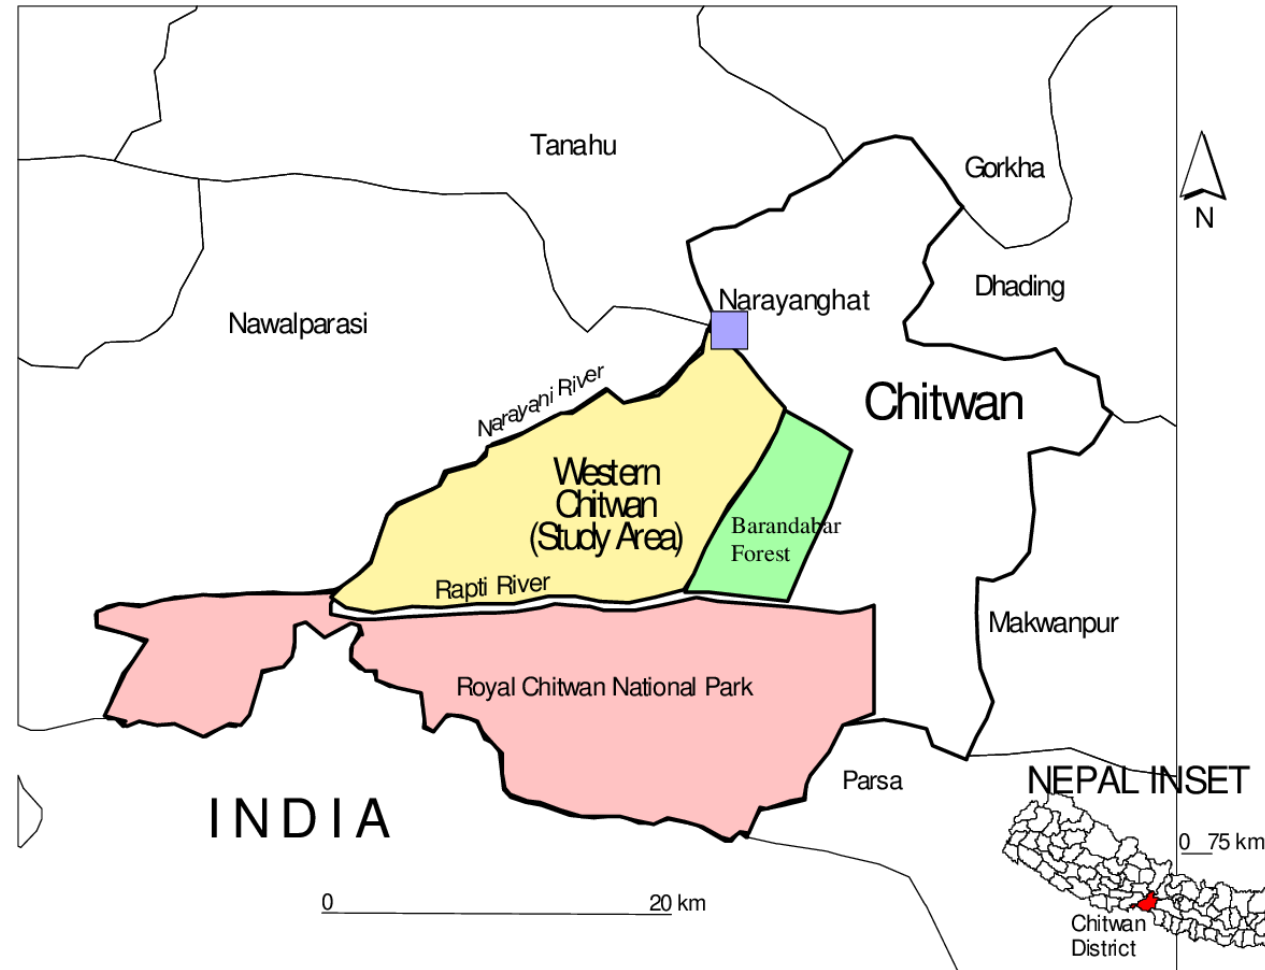 Tanahu
Gorkha
N
Dhading
Narayanghat
Nawalparasi
Chitwan
Narayani River
Western
Chitwan
(Study Area)
Barandabar
Forest
Rapti River
Makwanpur
Royal Chitwan National Park
Parsa
NEPAL INSET
INDIA
0 75 km
0 20 km
Chitwan
District